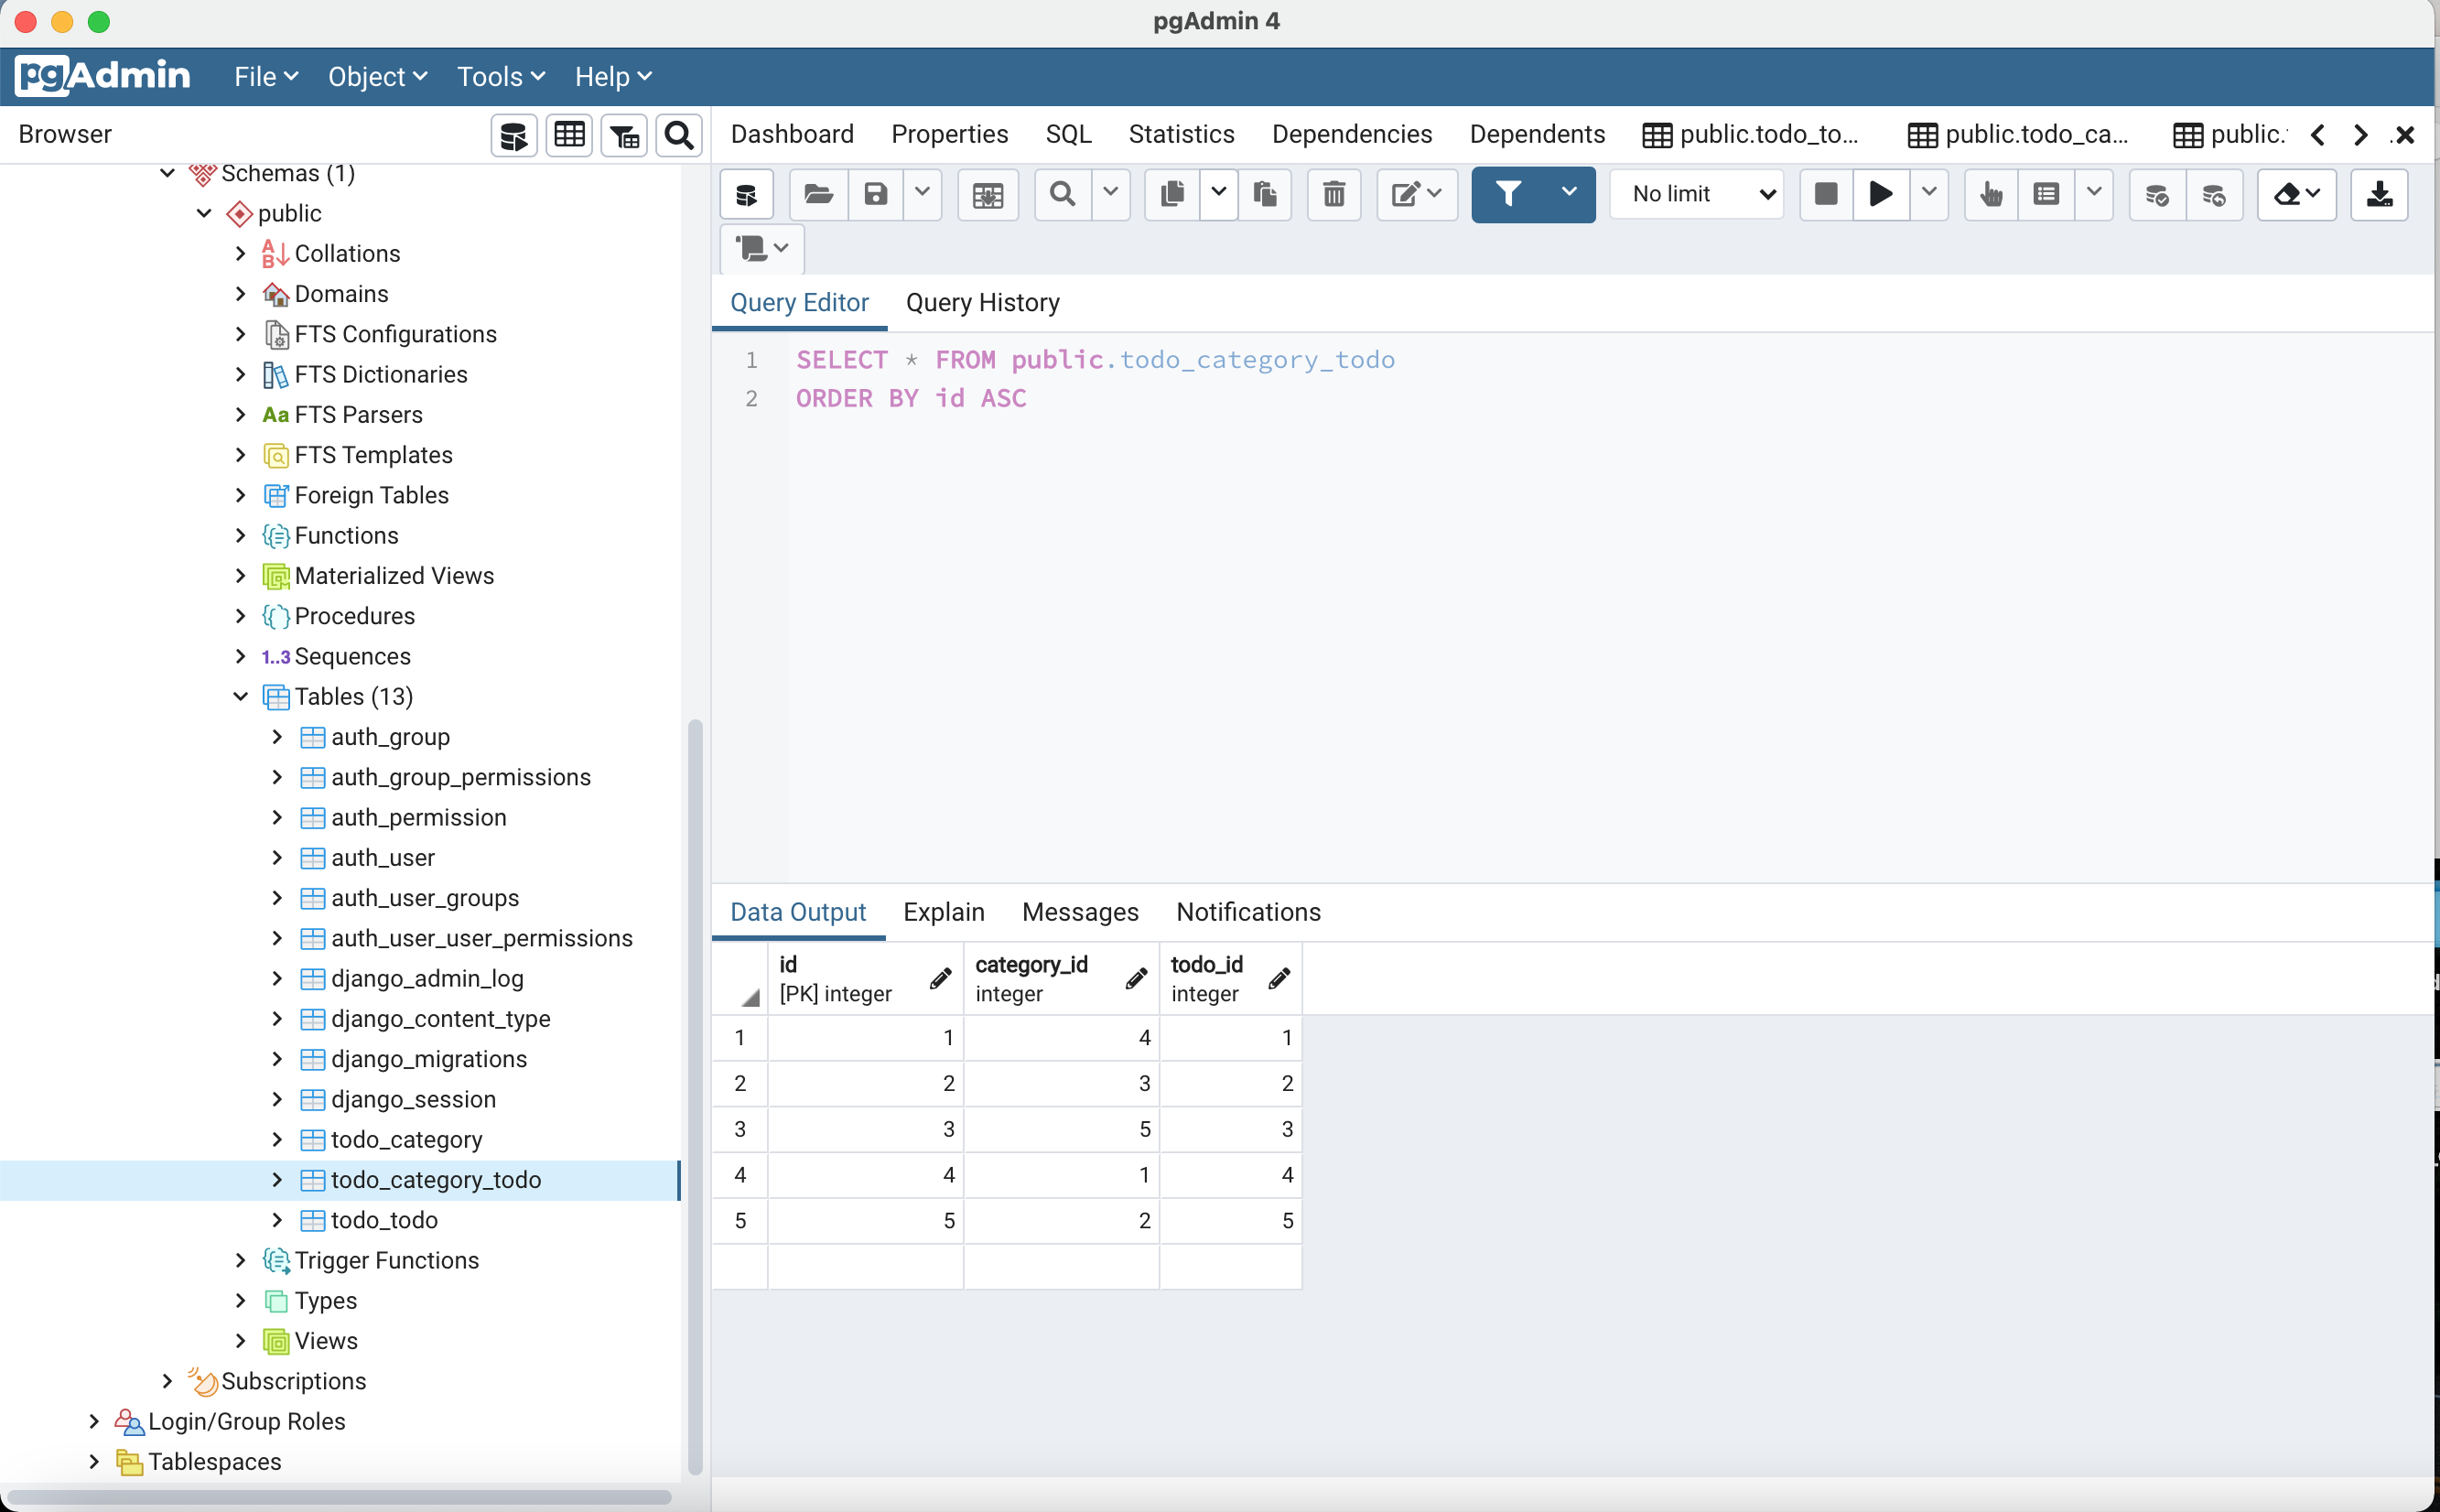 pgAdmin 4
pgAdmin File Object Tools Help
Browser
Dashboard Properties SQL Statistics Dependencies Dependents public.todo_to... public.todo_ca... public.
Schemas (1)
public
Collations
Domains
FTS Configurations
FTS Dictionaries
Aa FTS Parsers
FTS Templates
Foreign Tables
Functions
Materialized Views
Procedures
1..3 Sequences
Tables (13)
auth_group
auth_group_permissions
auth_permission
auth_user
auth_user_groups
auth_user_user_permissions
django_admin_log
django_content_type
django_migrations
django_session
todo_category
todo_category_todo
todo_todo
Trigger Functions
Types
Views
Subscriptions
Login/Group Roles
Tablespaces
No limit
Query Editor Query History
1 SELECT * FROM public.todo_category_todo
2 ORDER BY id ASC
Data Output Explain Messages Notifications
id category_id todo_id
[PK] integer integer integer
1 1 4 1
2 2 3 2
3 3 5 3
4 4 1 4
5 5 2 5